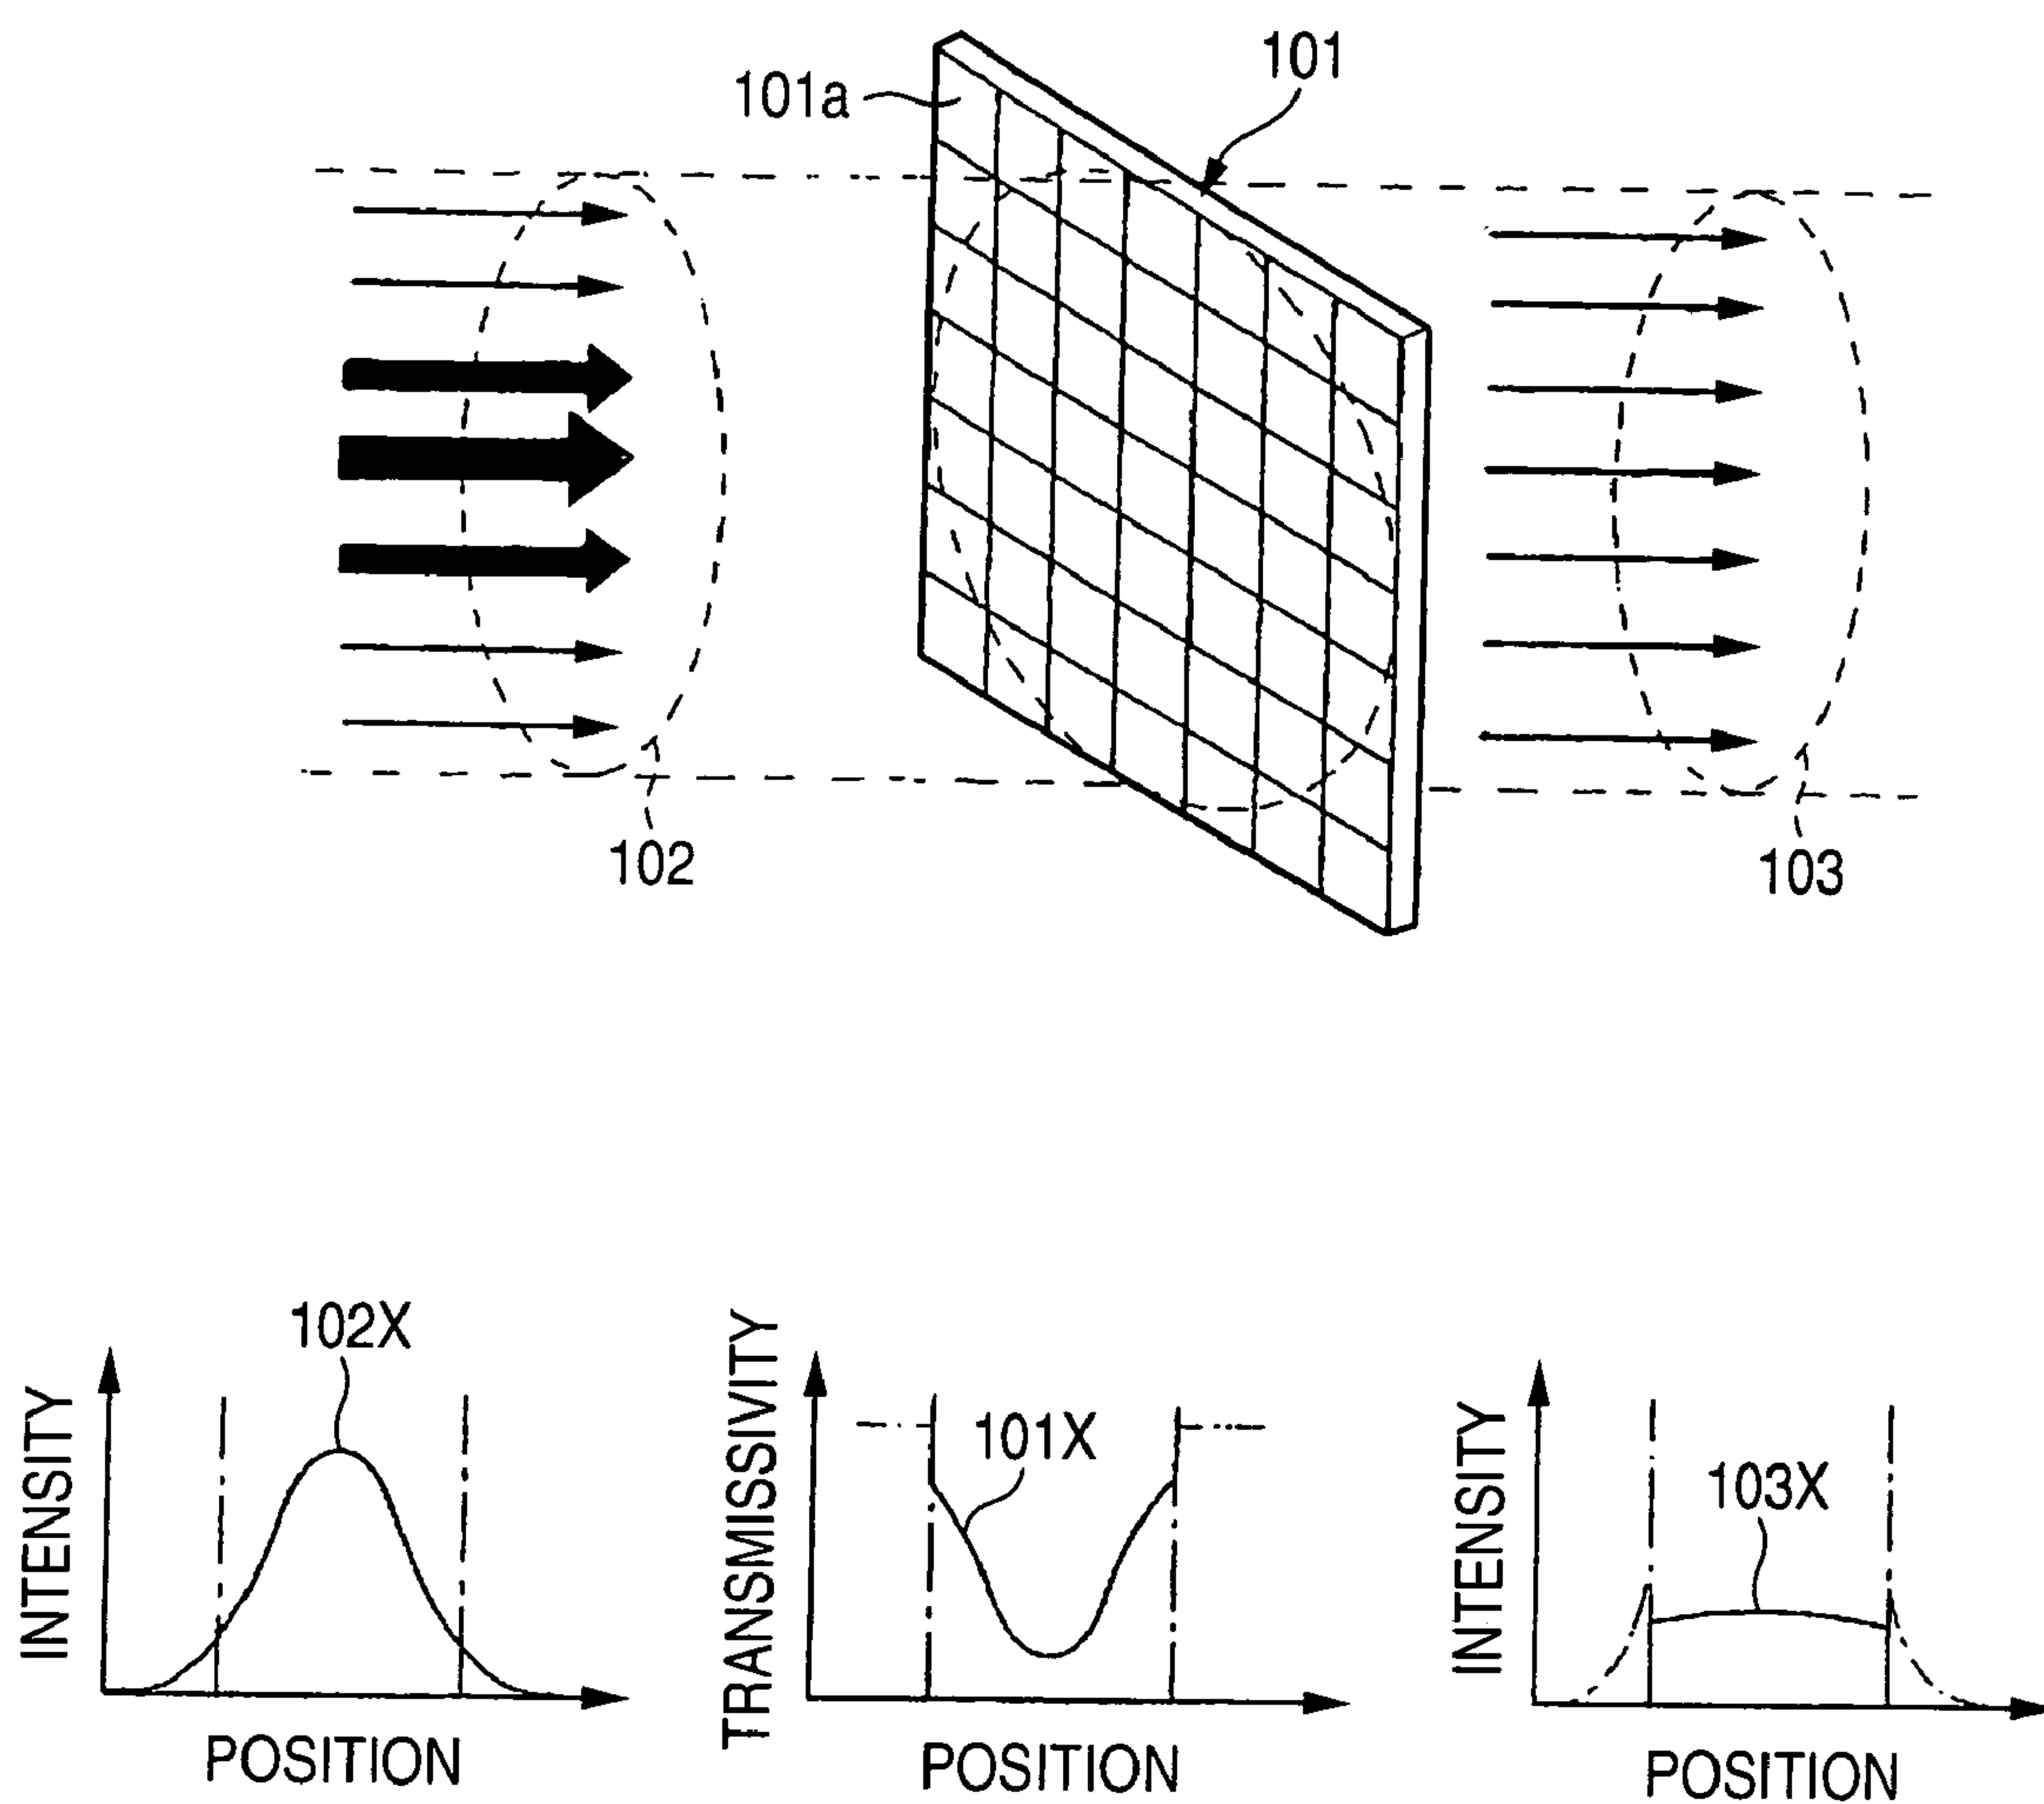 101
101a
102
103
102X
INTENSITY
POSITION
101X
TRANSMISSIVITY
POSITION
103X
INTENSITY
POSITION